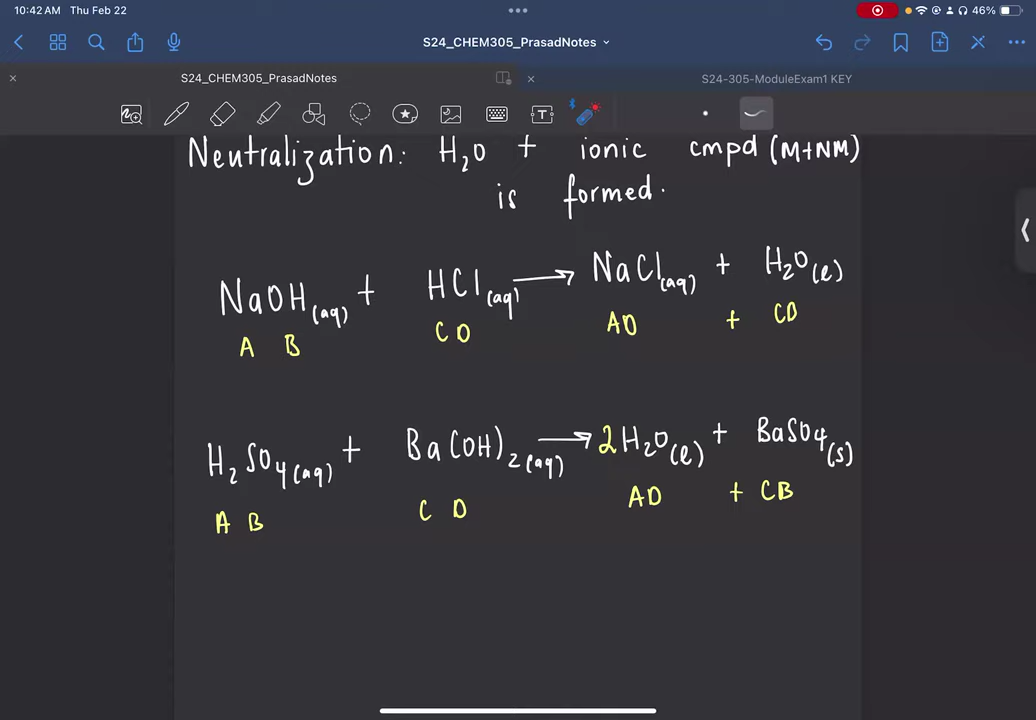 10:42 AM Thu Feb 22
46%
S24_CHEM305_PrasadNotes
S24_CHEM305_PrasadNotes
S24-305-ModuleExam1 KEY
Neutralization: H₂O + ionic cmpd (M+NM)
is formed.
NaOH(aq) + HCl(aq) → NaCl(aq) + H₂O(l)
A B C D AD + CD
H₂SO₄(aq) + Ba(OH)₂(aq) → 2H₂O(l) + BaSO₄(s)
A B C D AD + CB